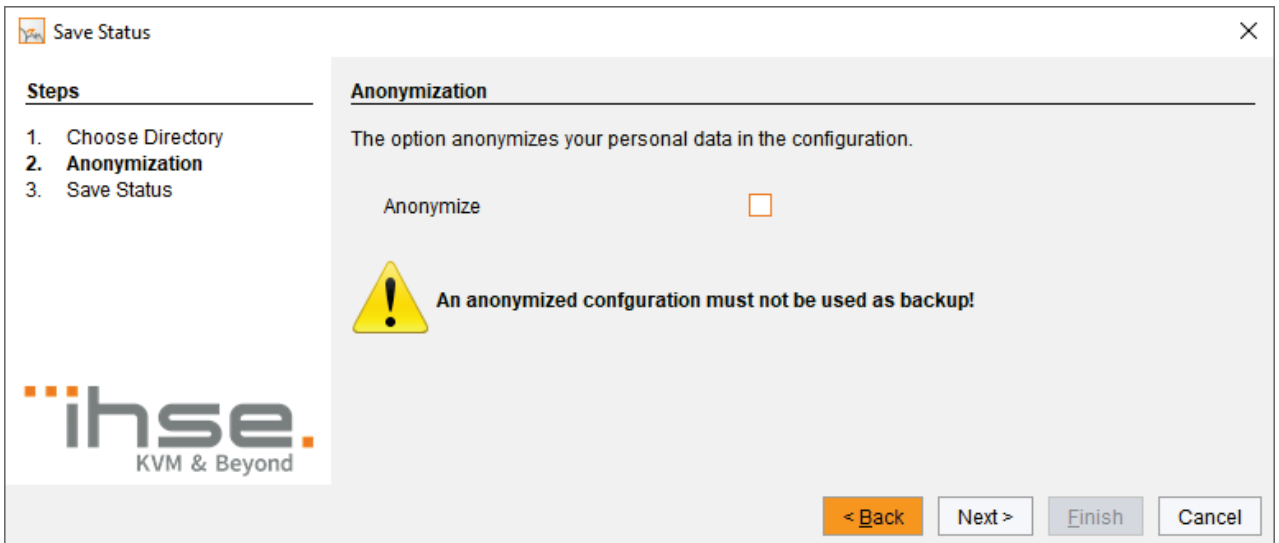 Save Status
Steps
1. Choose Directory
2. Anonymization
3. Save Status
Anonymization
The option anonymizes your personal data in the configuration.
Anonymize
An anonymized confguration must not be used as backup!
ihse.
KVM & Beyond
< Back
Next >
Finish
Cancel